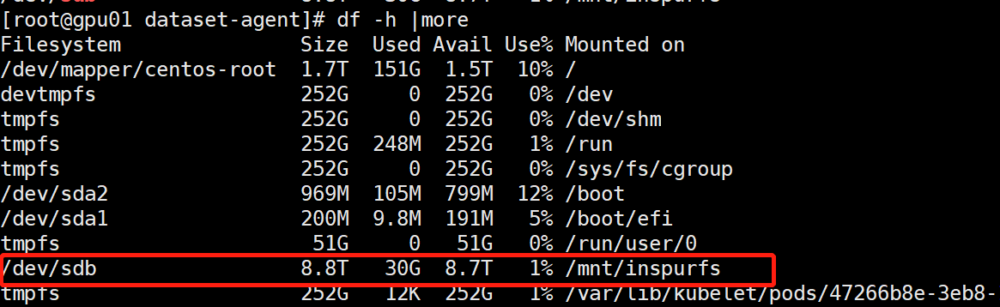 [root@gpu01 dataset-agent]# df -h |more
Filesystem Size Used Avail Use% Mounted on
/dev/mapper/centos-root 1.7T 151G 1.5T 10% /
devtmpfs 252G 0 252G 0% /dev
tmpfs 252G 0 252G 0% /dev/shm
tmpfs 252G 248M 252G 1% /run
tmpfs 252G 0 252G 0% /sys/fs/cgroup
/dev/sda2 969M 105M 799M 12% /boot
/dev/sda1 200M 9.8M 191M 5% /boot/efi
tmpfs 51G 0 51G 0% /run/user/0
/dev/sdb 8.8T 30G 8.7T 1% /mnt/inspurfs
tmpfs 252G 12K 252G 1% /var/lib/kubelet/pods/47266b8e-3eb8-